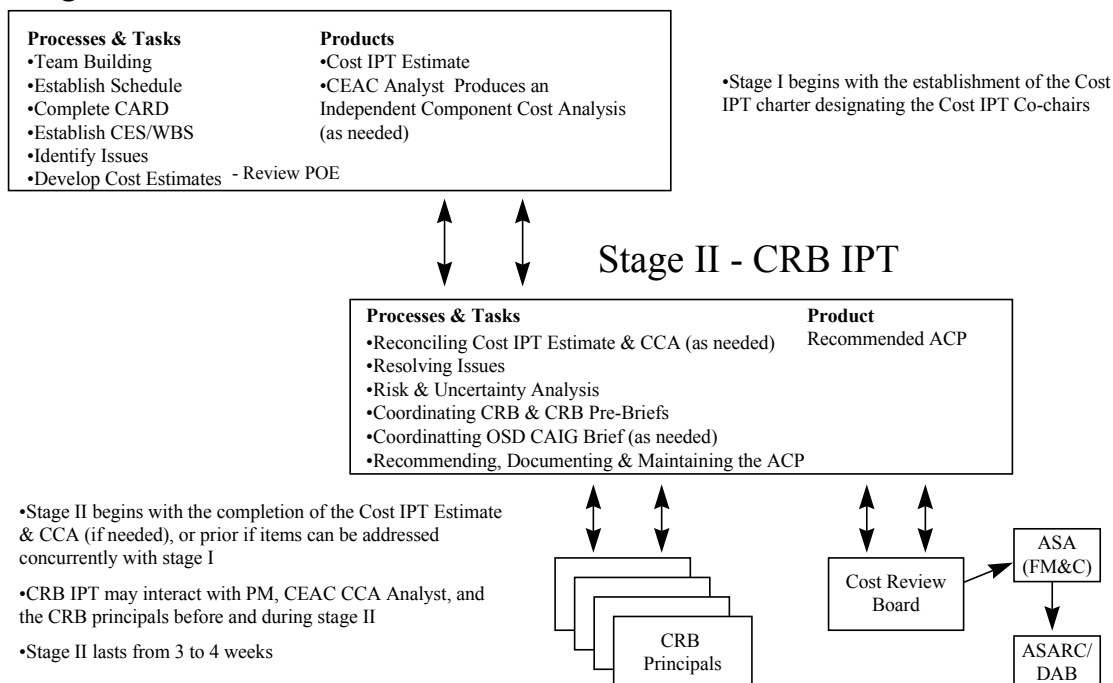 Processes & Tasks
•Team Building
•Establish Schedule
•Complete CARD
•Establish CES/WBS
•Identify Issues
•Develop Cost Estimates - Review POE
Products
•Cost IPT Estimate
•CEAC Analyst Produces an
Independent Component Cost Analysis
(as needed)
•Stage I begins with the establishment of the Cost
IPT charter designating the Cost IPT Co-chairs
Stage II - CRB IPT
Processes & Tasks
•Reconciling Cost IPT Estimate & CCA (as needed)
•Resolving Issues
•Risk & Uncertainty Analysis
•Coordinating CRB & CRB Pre-Briefs
•Coordinatting OSD CAIG Brief (as needed)
•Recommending, Documenting & Maintaining the ACP
Product
Recommended ACP
•Stage II begins with the completion of the Cost IPT Estimate
& CCA (if needed), or prior if items can be addressed
concurrently with stage I
•CRB IPT may interact with PM, CEAC CCA Analyst, and
the CRB principals before and during stage II
•Stage II lasts from 3 to 4 weeks
CRB
Principals
Cost Review
Board
ASA
(FM&C)
ASARC/
DAB